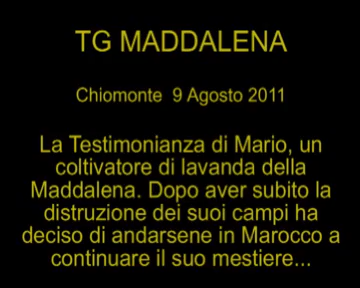 TG MADDALENA
Chiomonte 9 Agosto 2011
La Testimonianza di Mario, un
coltivatore di lavanda della
Maddalena. Dopo aver subito la
distruzione dei suoi campi ha
deciso di andarsene in Marocco a
continuare il suo mestiere...